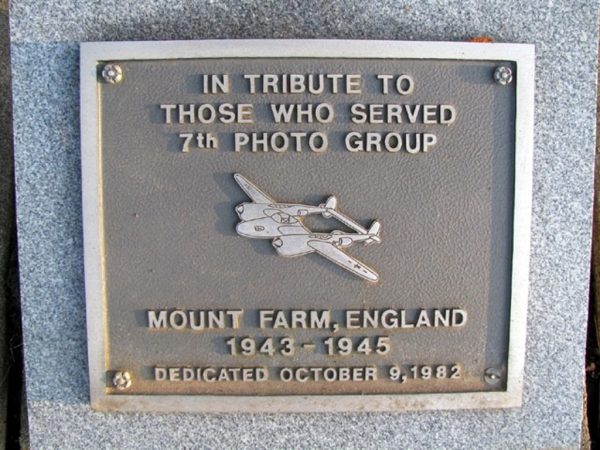 IN TRIBUTE TO
THOSE WHO SERVED
7th PHOTO GROUP
MOUNT FARM, ENGLAND
1943-1945
DEDICATED OCTOBER 9, 1982